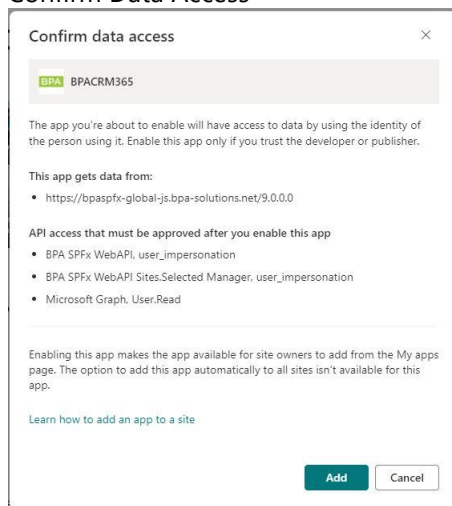 Confirm Data Access
Confirm data access
BPA BPACRM365
The app you're about to enable will have access to data by using the identity of
the person using it. Enable this app only if you trust the developer or publisher.
This app gets data from:
• https://bpaspfx-global-js.bpa-solutions.net/9.0.0.0
API access that must be approved after you enable this app
• BPA SPFx WebAPI, user_impersonation
• BPA SPFx WebAPI Sites.Selected Manager, user_impersonation
• Microsoft Graph, User.Read
Enabling this app makes the app available for site owners to add from the My apps
page. The option to add this app automatically to all sites isn't available for this
app.
Learn how to add an app to a site
Add Cancel